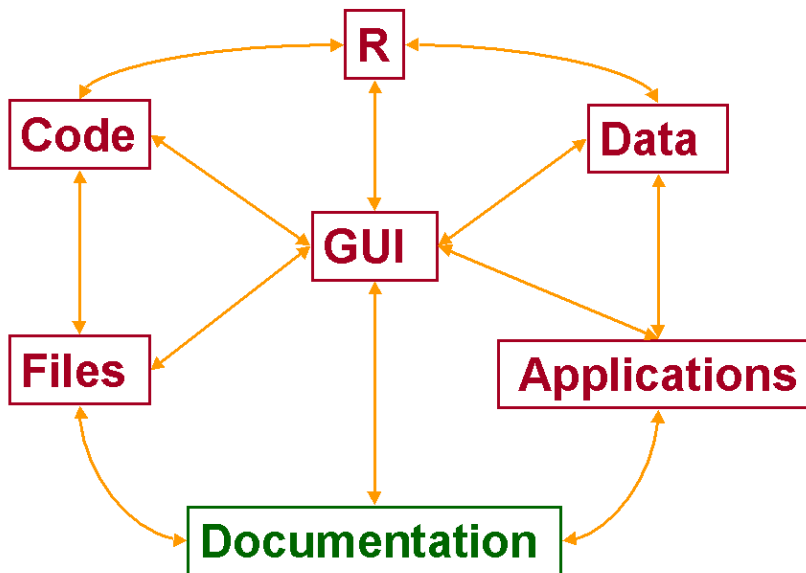 R
Code
Data
GUI
Files
Applications
Documentation